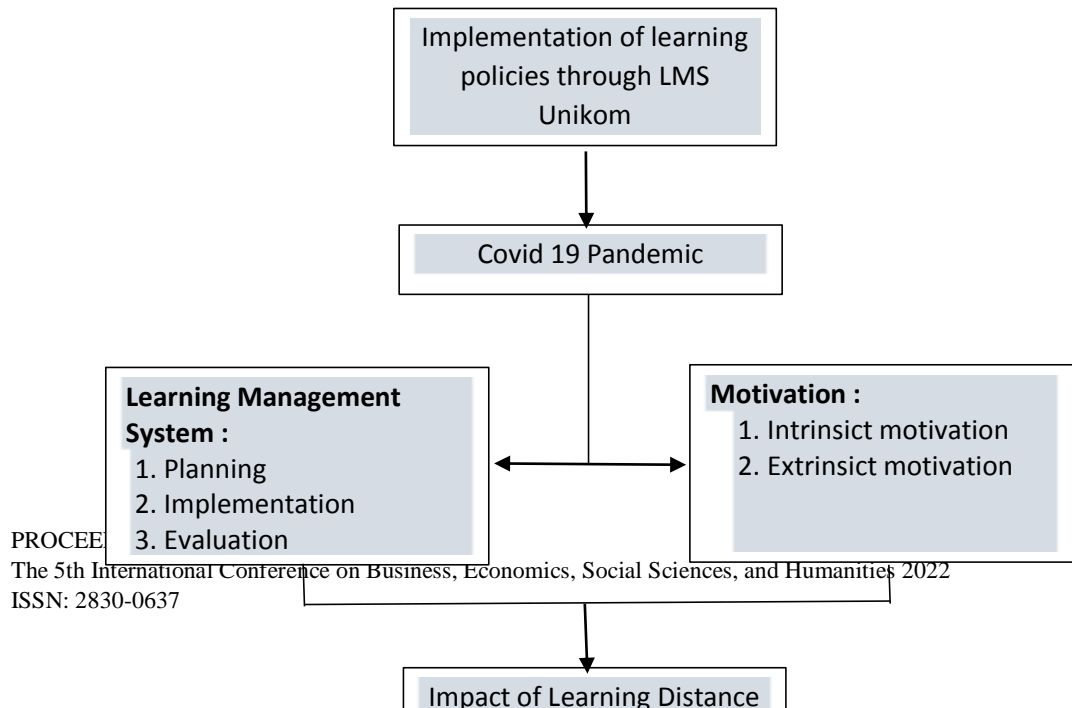 Implementation of learning
policies through LMS
Unikom
Covid 19 Pandemic
Learning Management
System :
1. Planning
2. Implementation
3. Evaluation
Motivation :
1. Intrinsict motivation
2. Extrinsict motivation
The 5th International Conference on Business, Economics, Social Sciences, and Humanities 2022
ISSN: 2830-0637
Impact of Learning Distance